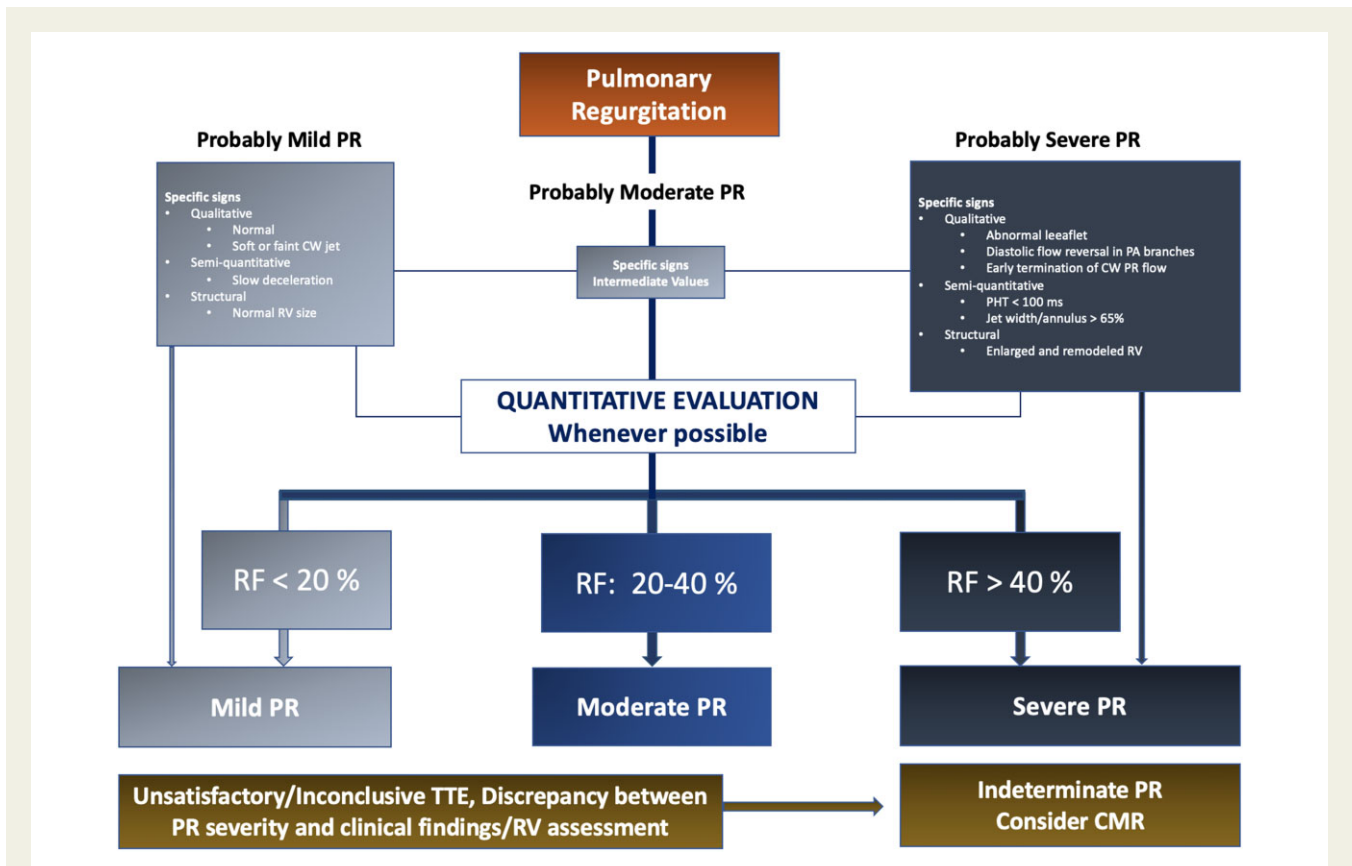 Pulmonary
Regurgitation
Probably Mild PR
Specific signs
• Qualitative
• Normal
• Soft or faint CW jet
• Semi-quantitative
• Slow deceleration
• Structural
• Normal RV size
Probably Moderate PR
Specific signs
Intermediate Values
Probably Severe PR
Specific signs
• Qualitative
• Abnormal leeaflet
• Diastolic flow reversal in PA branches
• Early termination of CW PR flow
• Semi-quantitative
• PHT < 100 ms
• Jet width/annulus > 65%
• Structural
• Enlarged and remodeled RV
QUANTITATIVE EVALUATION
Whenever possible
RF < 20 %
RF: 20-40 %
RF > 40 %
Mild PR
Moderate PR
Severe PR
Unsatisfactory/Inconclusive TTE, Discrepancy between
PR severity and clinical findings/RV assessment
Indeterminate PR
Consider CMR